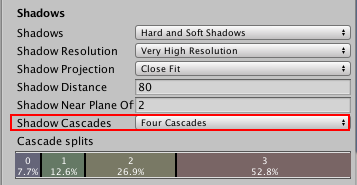 Shadows
Shadows Hard and Soft Shadows
Shadow Resolution Very High Resolution
Shadow Projection Close Fit
Shadow Distance 80
Shadow Near Plane Of 2
Shadow Cascades Four Cascades
Cascade splits
0 1 2 3
7.7% 12.6% 26.9% 52.8%